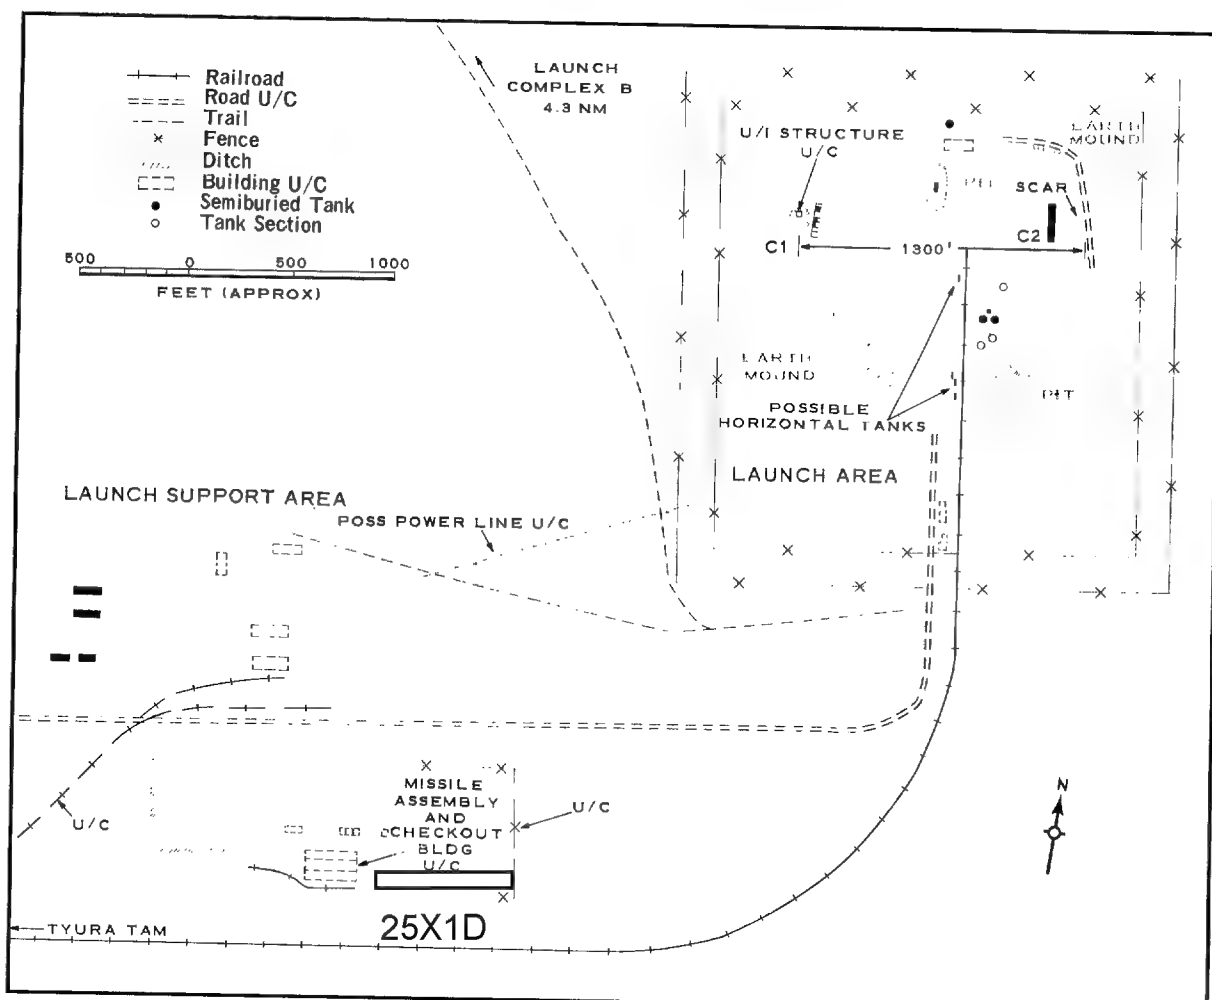 Railroad
Road U/C
Trail
Fence
Ditch
Building U/C
Semiburied Tank
Tank Section
500 0 500 1000
FEET (APPROX)
LAUNCH
COMPLEX B
4.3 NM
U/I STRUCTURE
U/C
EARTH
MOUND
PIT
SCAR
C1
1300'
C2
EARTH
MOUND
PIT
POSSIBLE
HORIZONTAL TANKS
LAUNCH AREA
LAUNCH SUPPORT AREA
POSS POWER LINE U/C
MISSILE
ASSEMBLY
AND
CHECKOUT
BLDG
U/C
U/C
U/C
N
TYURA TAM
25X1D